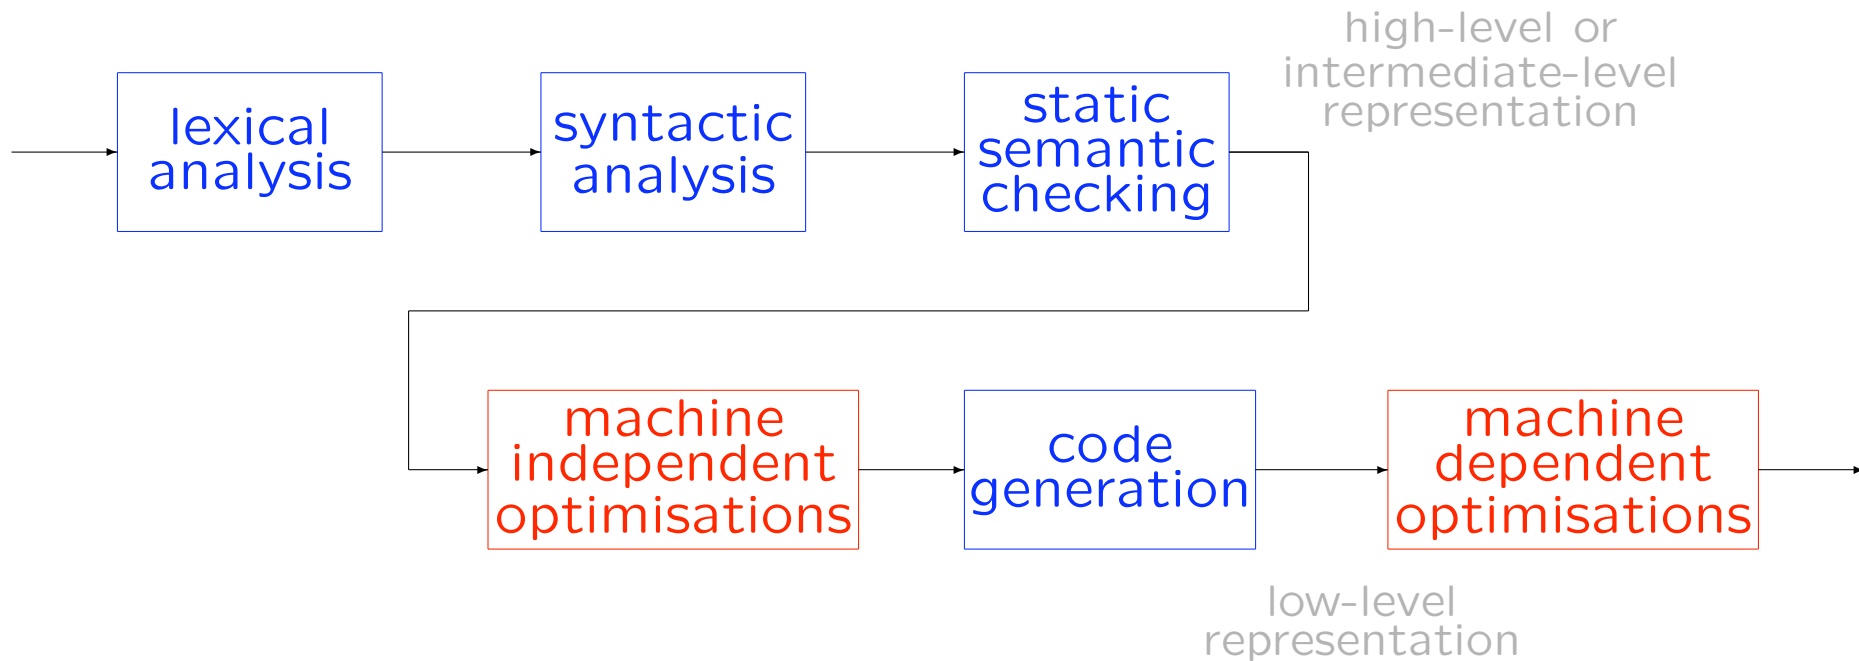 lexical
analysis
syntactic
analysis
static
semantic
checking
high-level or
intermediate-level
representation
machine
independent
optimisations
code
generation
machine
dependent
optimisations
low-level
representation